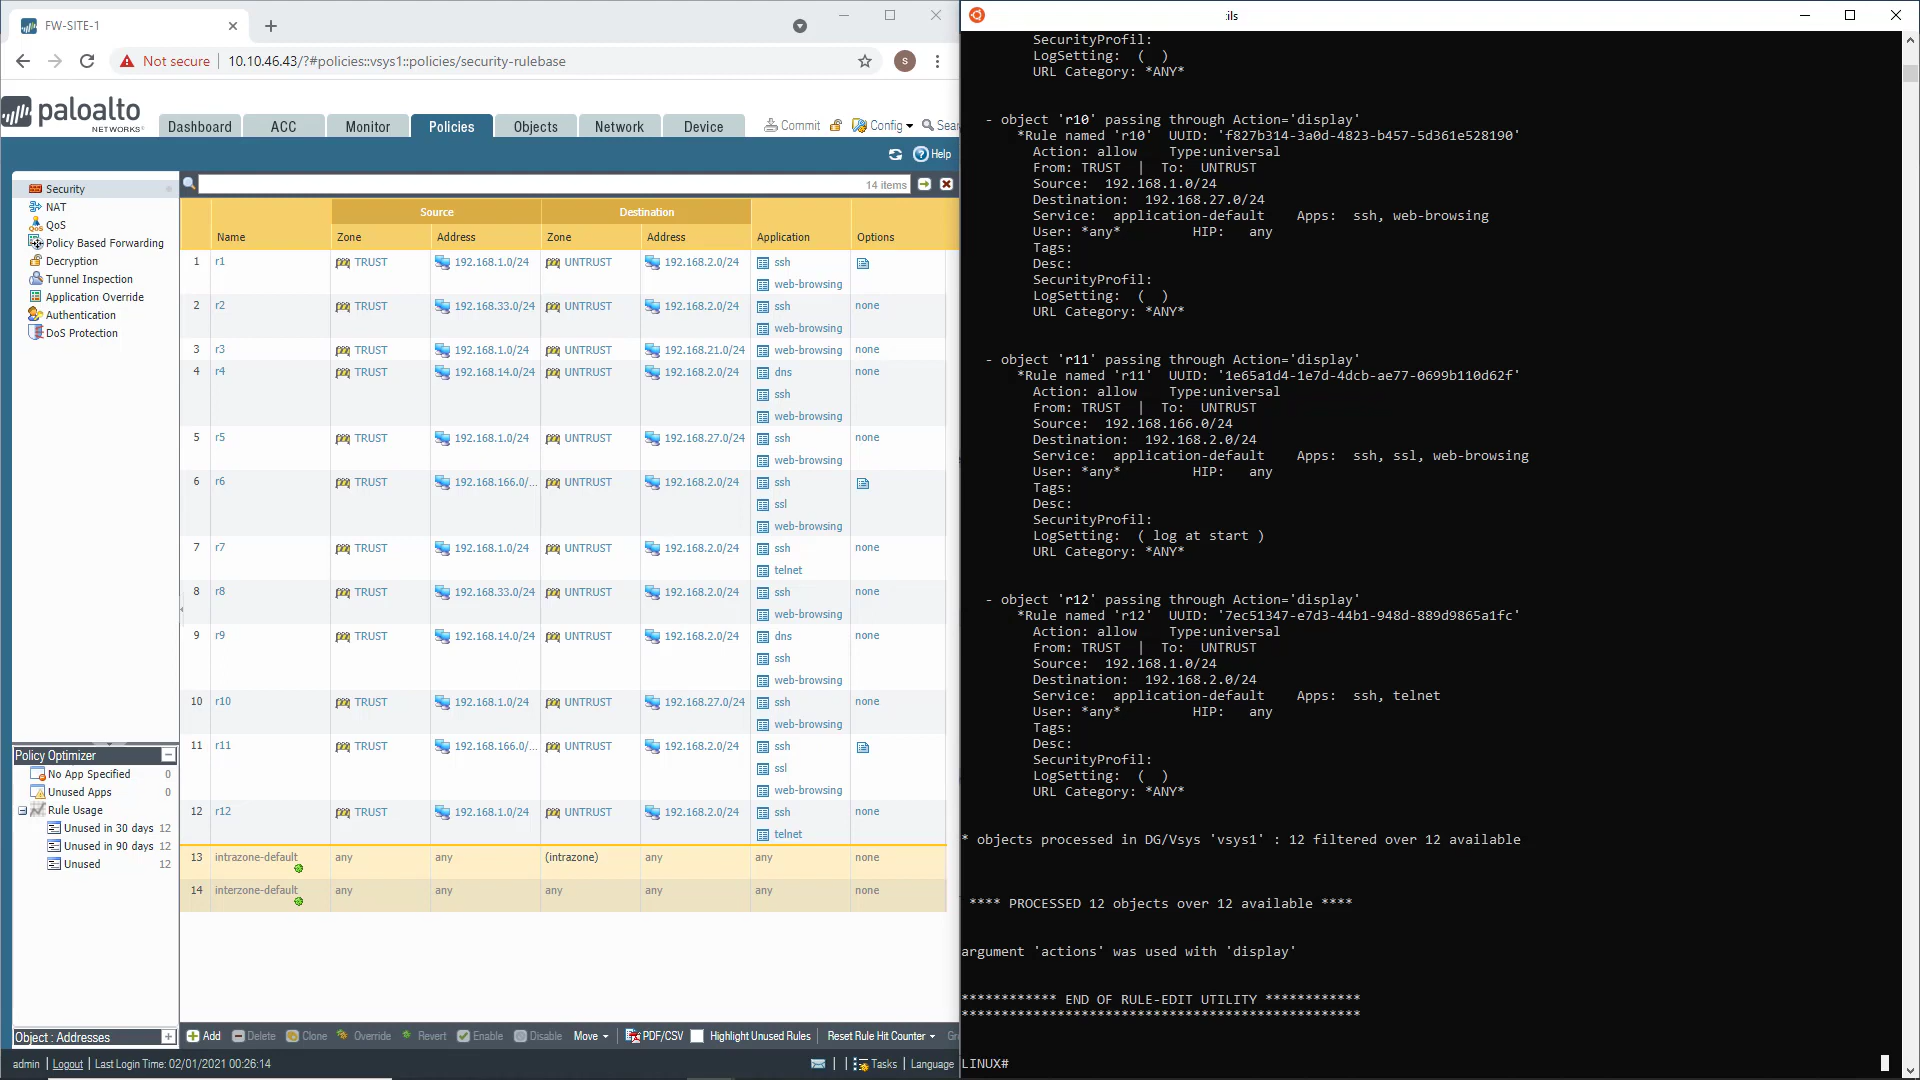 FW-SITE-1
Not secure
10.10.46.43/?#policies::vsys1::policies/security-rulebase
S
paloalto
NETWORKS
Dashboard
ACC
Monitor
Policies
Objects
Network
Device
Commit
Config
Sear
Help
Security
NAT
QoS
Policy Based Forwarding
Decryption
Tunnel Inspection
Application Override
Authentication
DoS Protection
14 items
Source
Destination
Name
Zone
Address
Zone
Address
Application
Options
1 r1 TRUST 192.168.1.0/24 UNTRUST 192.168.2.0/24 ssh
web-browsing
2 r2 TRUST 192.168.33.0/24 UNTRUST 192.168.2.0/24 ssh none
web-browsing
3 r3 TRUST 192.168.1.0/24 UNTRUST 192.168.21.0/24 web-browsing none
4 r4 TRUST 192.168.14.0/24 UNTRUST 192.168.2.0/24 dns none
ssh
web-browsing
5 r5 TRUST 192.168.1.0/24 UNTRUST 192.168.27.0/24 ssh none
web-browsing
6 r6 TRUST 192.168.166.0/... UNTRUST 192.168.2.0/24 ssh
ssl
web-browsing
7 r7 TRUST 192.168.1.0/24 UNTRUST 192.168.2.0/24 ssh none
telnet
8 r8 TRUST 192.168.33.0/24 UNTRUST 192.168.2.0/24 ssh none
web-browsing
9 r9 TRUST 192.168.14.0/24 UNTRUST 192.168.2.0/24 dns none
ssh
web-browsing
10 r10 TRUST 192.168.1.0/24 UNTRUST 192.168.27.0/24 ssh none
web-browsing
11 r11 TRUST 192.168.166.0/... UNTRUST 192.168.2.0/24 ssh
ssl
web-browsing
12 r12 TRUST 192.168.1.0/24 UNTRUST 192.168.2.0/24 ssh none
telnet
13 intrazone-default any any (intrazone) any any none
14 interzone-default any any any any any none
Policy Optimizer
No App Specified 0
Unused Apps 0
Rule Usage
Unused in 30 days 12
Unused in 90 days 12
Unused 12
Object : Addresses
Add
Delete
Clone
Override
Revert
Enable
Disable
Move
PDF/CSV
Highlight Unused Rules
Reset Rule Hit Counter
Gr
admin | Logout | Last Login Time: 02/01/2021 00:26:14
Tasks | Language
:ils
SecurityProfil:
LogSetting: ( )
URL Category: *ANY*
- object 'r10' passing through Action='display'
*Rule named 'r10' UUID: 'f827b314-3a0d-4823-b457-5d361e528190'
Action: allow Type:universal
From: TRUST | To: UNTRUST
Source: 192.168.1.0/24
Destination: 192.168.27.0/24
Service: application-default Apps: ssh, web-browsing
User: *any* HIP: any
Tags:
Desc:
SecurityProfil:
LogSetting: ( )
URL Category: *ANY*
- object 'r11' passing through Action='display'
*Rule named 'r11' UUID: '1e65a1d4-1e7d-4dcb-ae77-0699b110d62f'
Action: allow Type:universal
From: TRUST | To: UNTRUST
Source: 192.168.166.0/24
Destination: 192.168.2.0/24
Service: application-default Apps: ssh, ssl, web-browsing
User: *any* HIP: any
Tags:
Desc:
SecurityProfil:
LogSetting: ( log at start )
URL Category: *ANY*
- object 'r12' passing through Action='display'
*Rule named 'r12' UUID: '7ec51347-e7d3-44b1-948d-889d9865a1fc'
Action: allow Type:universal
From: TRUST | To: UNTRUST
Source: 192.168.1.0/24
Destination: 192.168.2.0/24
Service: application-default Apps: ssh, telnet
User: *any* HIP: any
Tags:
Desc:
SecurityProfil:
LogSetting: ( )
URL Category: *ANY*
* objects processed in DG/Vsys 'vsys1' : 12 filtered over 12 available
**** PROCESSED 12 objects over 12 available ****
argument 'actions' was used with 'display'
************ END OF RULE-EDIT UTILITY ************
**************************************************
LINUX#